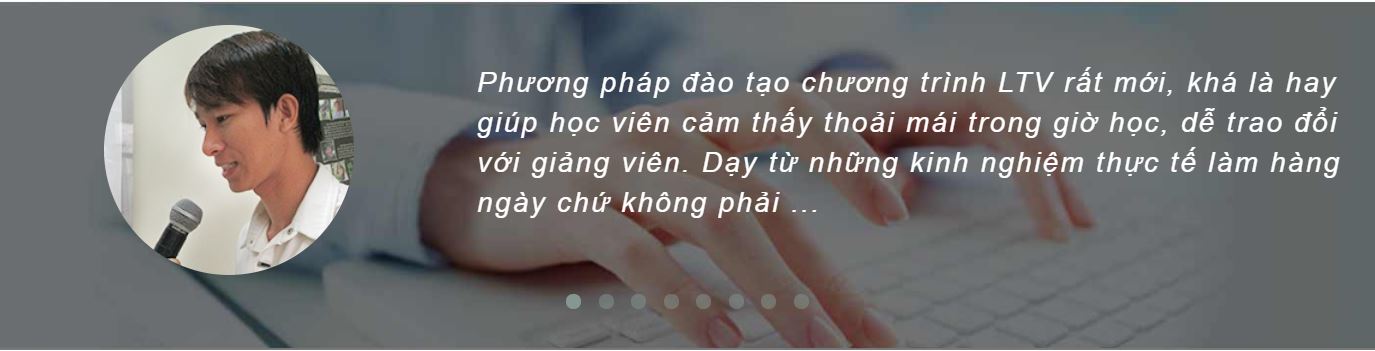 Phương pháp đào tạo chương trình LTV rất mới, khá là hay
giúp học viên cảm thấy thoải mái trong giờ học, dễ trao đổi
với giảng viên. Dạy từ những kinh nghiệm thực tế làm hàng
ngày chứ không phải ...